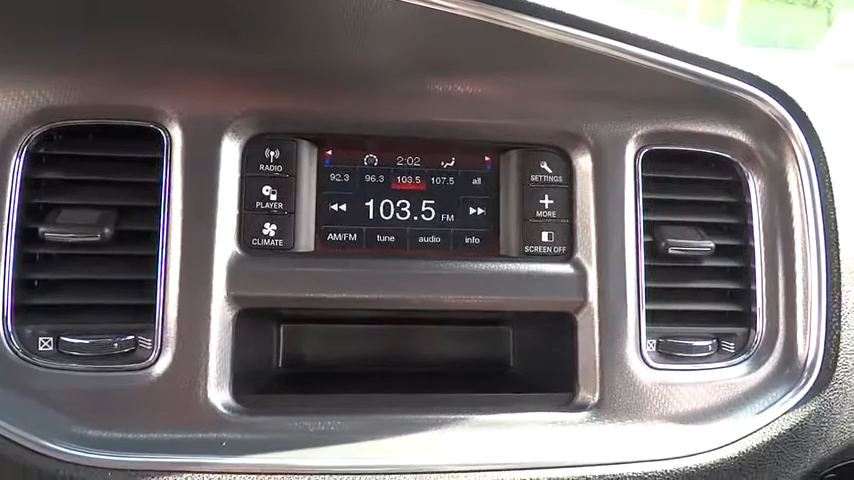 RADIO
PLAYER
CLIMATE
2:02
92.3 96.3 103.5 107.5 all
103.5 FM
AM/FM tune audio info
SETTINGS
MORE
SCREEN OFF